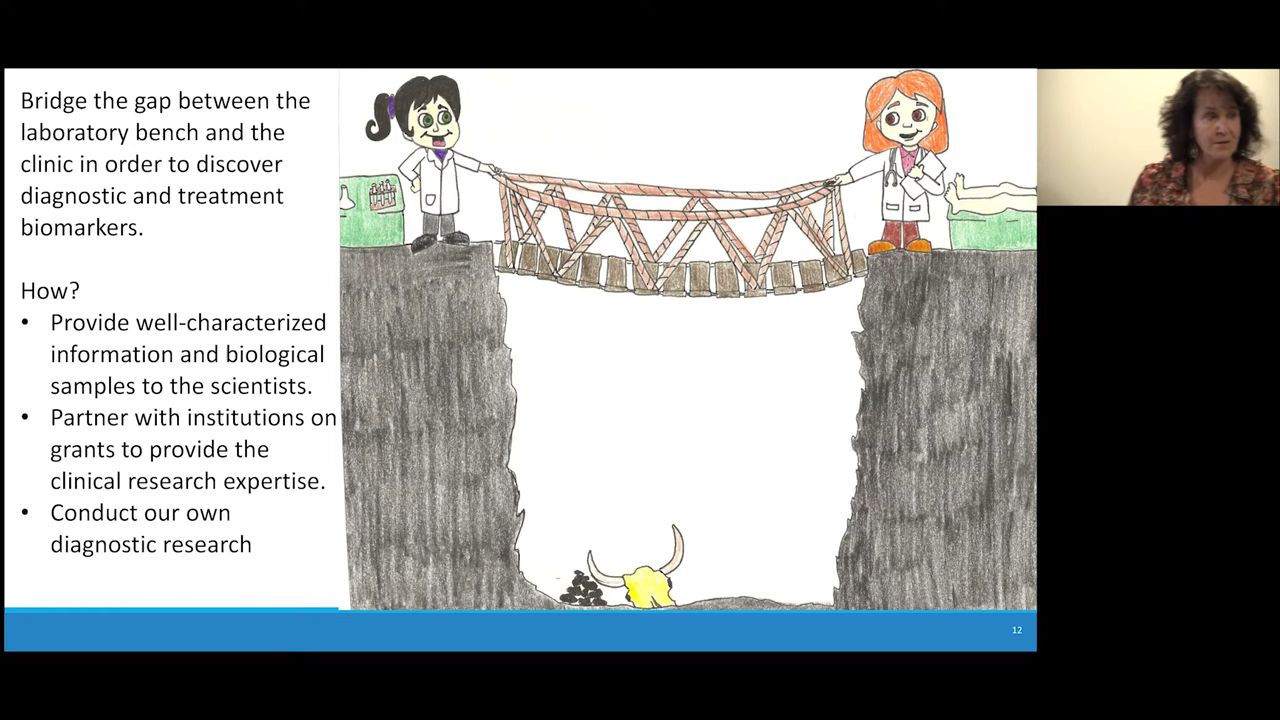 Bridge the gap between the
laboratory bench and the
clinic in order to discover
diagnostic and treatment
biomarkers.
How?
• Provide well-characterized
information and biological
samples to the scientists.
• Partner with institutions on
grants to provide the
clinical research expertise.
• Conduct our own
diagnostic research
12